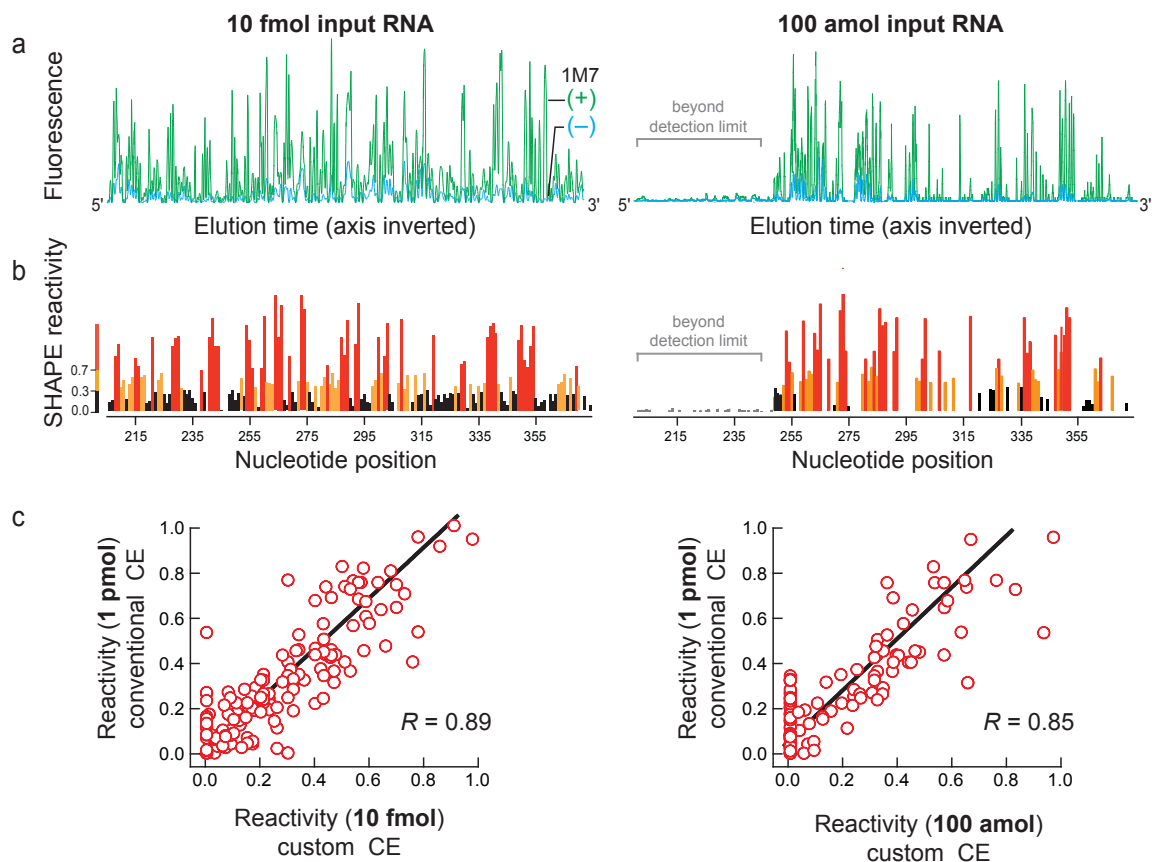 10 fmol input RNA
100 amol input RNA
a
Fluorescence
1M7
(+)
(–)
5'
3'
Elution time (axis inverted)
beyond
detection limit
5'
3'
Elution time (axis inverted)
b
SHAPE reactivity
0.7
0.3
0.0
215 235 255 275 295 315 335 355
Nucleotide position
beyond
detection limit
215 235 255 275 295 315 335 355
Nucleotide position
c
Reactivity (1 pmol)
conventional CE
1.0
0.8
0.6
0.4
0.2
0.0
R = 0.89
0.0 0.2 0.4 0.6 0.8 1.0
Reactivity (10 fmol)
custom CE
Reactivity (1 pmol)
conventional CE
1.0
0.8
0.6
0.4
0.2
0.0
R = 0.85
0.0 0.2 0.4 0.6 0.8 1.0
Reactivity (100 amol)
custom CE